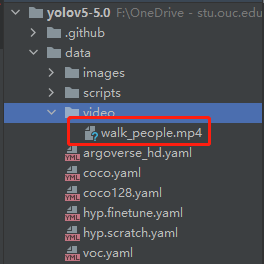 yolov5-5.0 F:\OneDrive - stu.ouc.edu
.github
data
images
scripts
video
walk_people.mp4
argoverse_hd.yaml
coco.yaml
coco128.yaml
hyp.finetune.yaml
hyp.scratch.yaml
voc.yaml